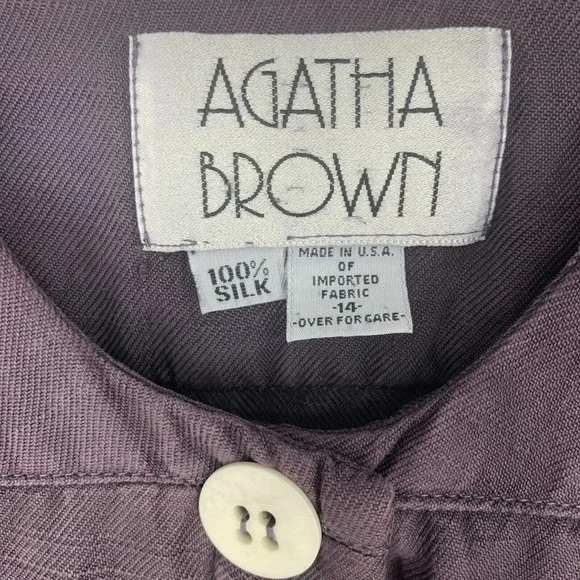 AGATHA
BROWN
100%
SILK
MADE IN U.S.A.
OF
IMPORTED
FABRIC
-14-
-OVER FOR CARE-